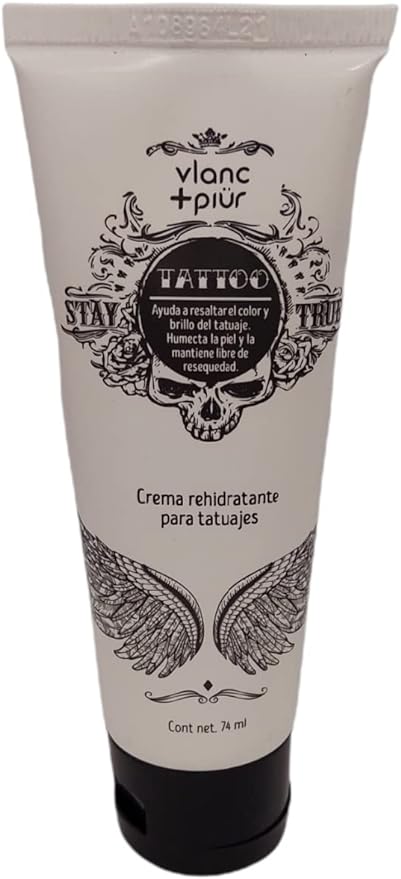 vlanc
+piür
TATTOO
STAY TRUE
Ayuda a resaltar el color y
brillo del tatuaje.
Humecta la piel y la
mantiene libre de
resequedad.
Crema rehidratante
para tatuajes
Cont net. 74 ml